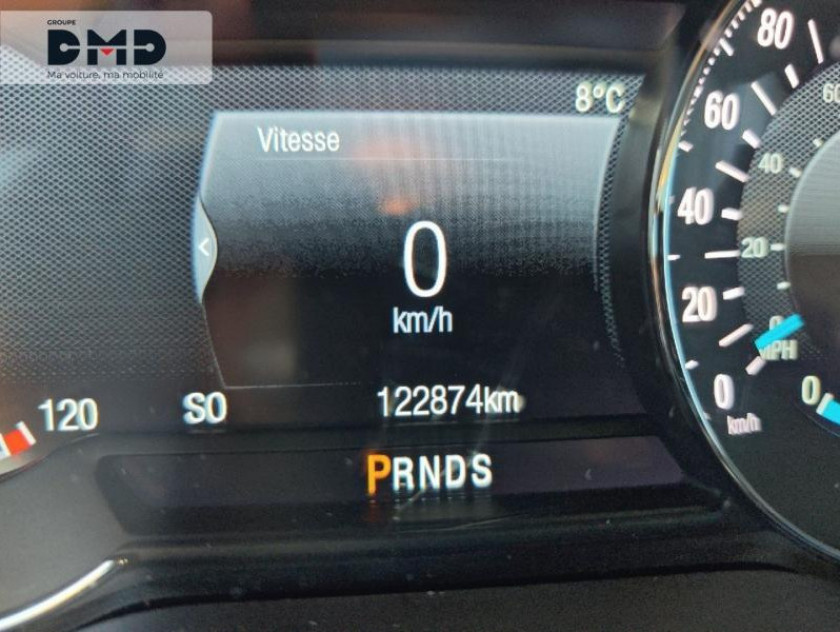 GROUPE
DMD
Ma voiture, ma mobilité
8°C
Vitesse
0
km/h
120
SO
122874km
PRNDS
80
60
40
20
0
km/h
60
40
20
0
MPH
0